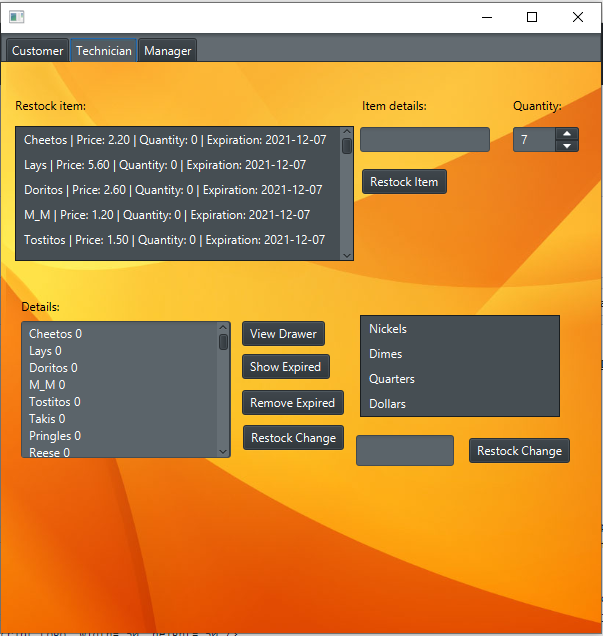 Customer Technician Manager
Restock item: Item details: Quantity:
Cheetos | Price: 2.20 | Quantity: 0 | Expiration: 2021-12-07
7
Lays | Price: 5.60 | Quantity: 0 | Expiration: 2021-12-07
Restock Item
Doritos | Price: 2.60 | Quantity: 0 | Expiration: 2021-12-07
M_M | Price: 1.20 | Quantity: 0 | Expiration: 2021-12-07
Tostitos | Price: 1.50 | Quantity: 0 | Expiration: 2021-12-07
Details:
Cheetos 0
Lays 0
Doritos 0
M_M 0
Tostitos 0
Takis 0
Pringles 0
Reese 0
View Drawer
Show Expired
Remove Expired
Restock Change
Nickels
Dimes
Quarters
Dollars
Restock Change